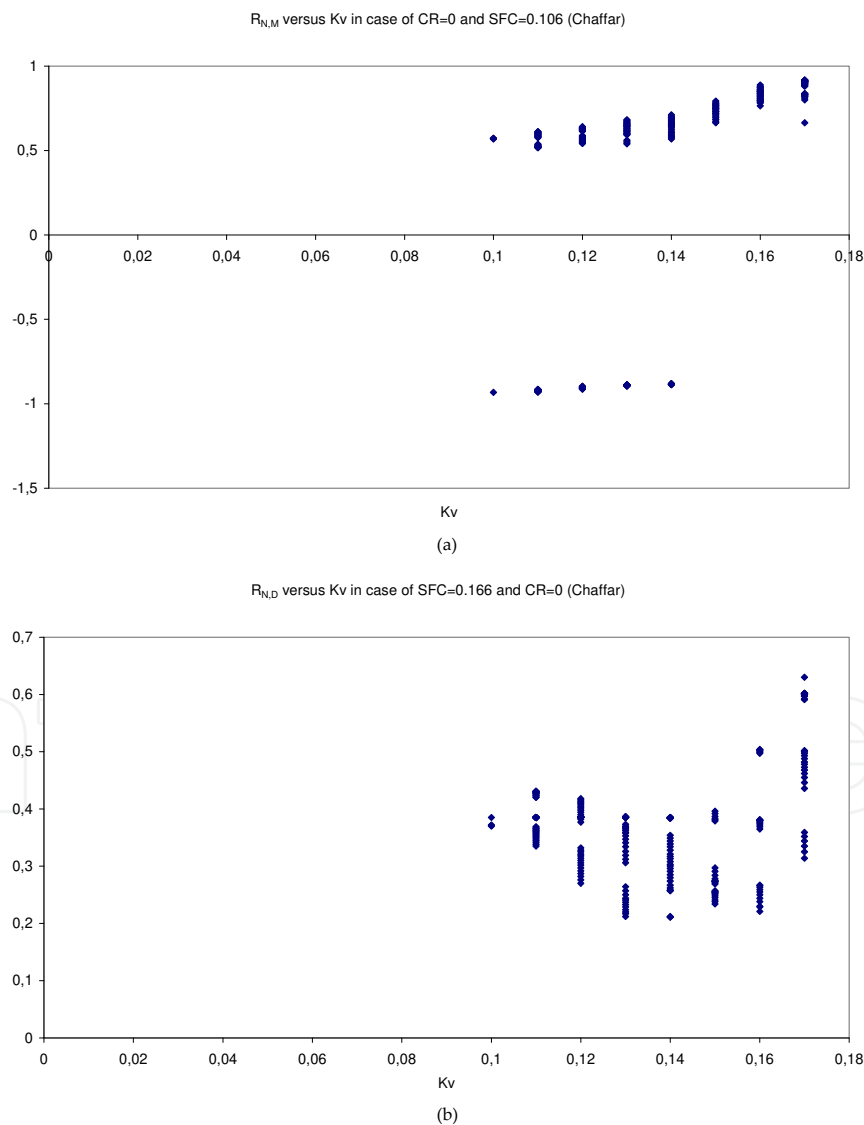 R_N,M versus Kv in case of CR=0 and SFC=0.106 (Chaffar)
1
0,5
0
0 0,02 0,04 0,06 0,08 0,1 0,12 0,14 0,16 0,18
-0,5
-1
-1,5
Kv
(a)
R_N,D versus Kv in case of SFC=0.166 and CR=0 (Chaffar)
0,7
0,6
0,5
0,4
0,3
0,2
0,1
0
0 0,02 0,04 0,06 0,08 0,1 0,12 0,14 0,16 0,18
Kv
(b)